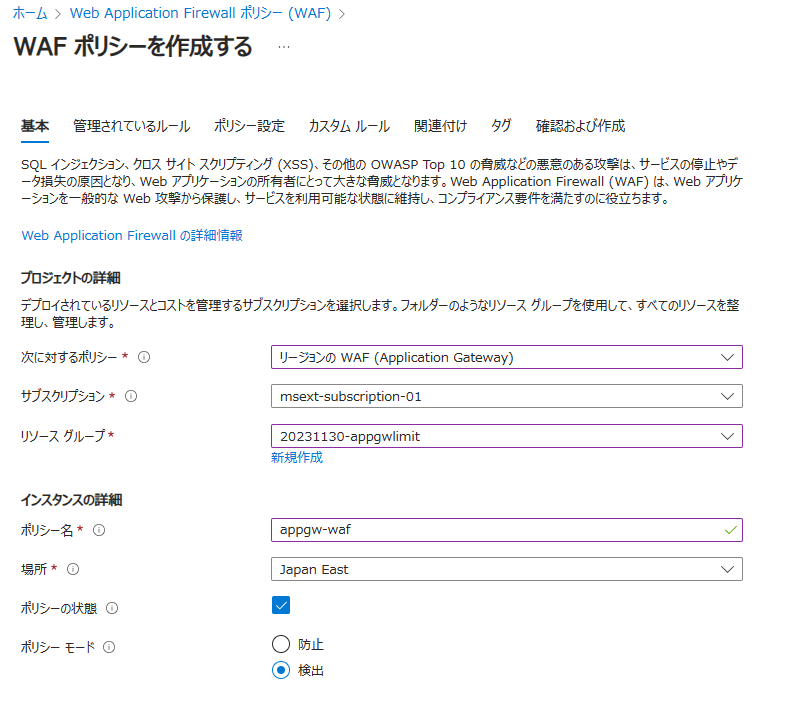 ホーム > Web Application Firewall ポリシー (WAF) >
WAF ポリシーを作成する ...
基本 管理されているルール ポリシー設定 カスタム ルール 関連付け タグ 確認および作成
SQL インジェクション、クロス サイト スクリプティング (XSS)、その他の OWASP Top 10 の脅威などの悪意のある攻撃は、サービスの停止やデ
ータ損失の原因となり、Web アプリケーションの所有者にとって大きな脅威となります。Web Application Firewall (WAF) は、Web アプリケ
ーションを一般的な Web 攻撃から保護し、サービスを利用可能な状態に維持し、コンプライアンス要件を満たすのに役立ちます。
Web Application Firewall の詳細情報
プロジェクトの詳細
デプロイされているリソースとコストを管理するサブスクリプションを選択します。フォルダーのようなリソース グループを使用して、すべてのリソースを整
理し、管理します。
次に対するポリシー * リージョンの WAF (Application Gateway)
サブスクリプション * msext-subscription-01
リソース グループ * 20231130-appgwlimit
新規作成
インスタンスの詳細
ポリシー名 * appgw-waf
場所 * Japan East
ポリシーの状態
ポリシー モード 防止
検出